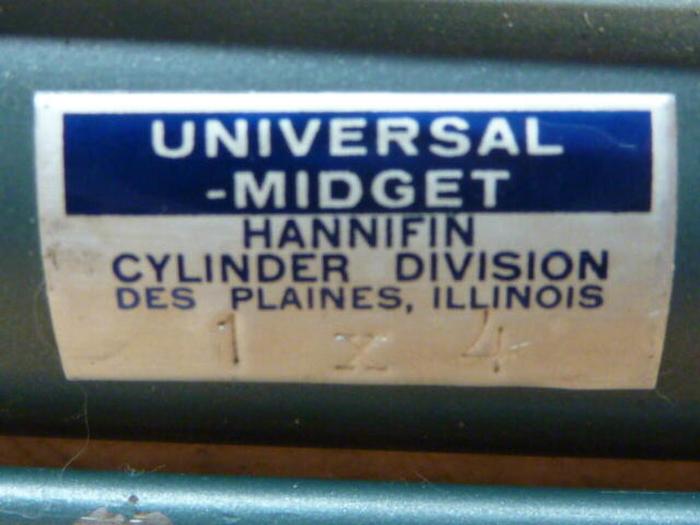 UNIVERSAL
-MIDGET
HANNIFIN
CYLINDER DIVISION
DES PLAINES, ILLINOIS
1 x 4